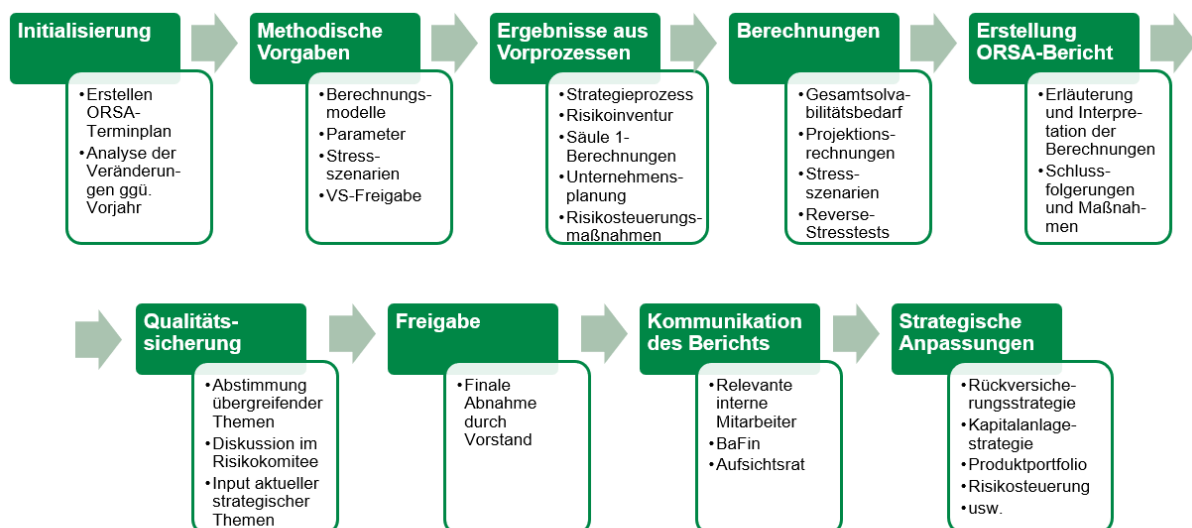 Initialisierung
•Erstellen
ORSA-
Terminplan
•Analyse der
Veränderun-
gen ggü.
Vorjahr
Methodische
Vorgaben
•Berechnungs-
modelle
•Parameter
•Stress-
szenarien
•VS-Freigabe
Ergebnisse aus
Vorprozessen
•Strategieprozess
•Risikoinventur
•Säule 1-
Berechnungen
•Unternehmens-
planung
•Risikosteuerungs-
maßnahmen
Berechnungen
•Gesamtsolva-
bilitätsbedarf
•Projektions-
rechnungen
•Stress-
szenarien
•Reverse-
Stresstests
Erstellung
ORSA-Bericht
•Erläuterung
und Interpre-
tation der
Berechnungen
•Schluss-
folgerungen
und Maßnah-
men
Qualitäts-
sicherung
•Abstimmung
übergreifender
Themen
•Diskussion im
Risikokomitee
•Input aktueller
strategischer
Themen
Freigabe
•Finale
Abnahme
durch
Vorstand
Kommunikation
des Berichts
•Relevante
interne
Mitarbeiter
•BaFin
•Aufsichtsrat
Strategische
Anpassungen
•Rückversiche-
rungsstrategie
•Kapitalanlage-
strategie
•Produktportfolio
•Risikosteuerung
•usw.